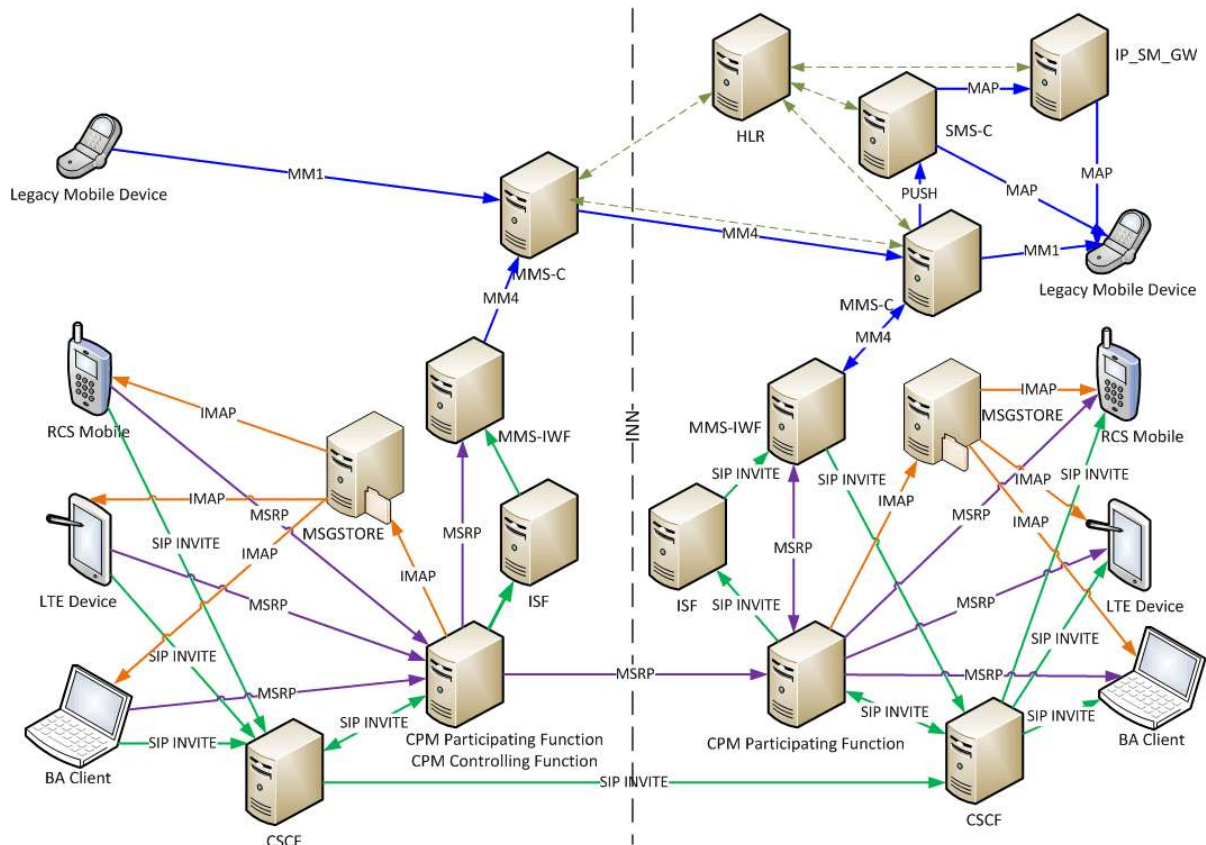 IP_SM_GW
MAP
HLR
SMS-C
MM1
MAP
MAP
Legacy Mobile Device
PUSH
MM4
MM1
MMS-C
Legacy Mobile Device
MMS-C
MM4
MM4
IMAP
IMAP
MSGSTORE
RCS Mobile
MMS-IWF
INN
MMS-IWF
RCS Mobile
SIP INVITE
SIP INVITE
SIP INVITE
IMAP
IMAP
IMAP
MSRP
MSGSTORE
MSRP
SIP INVITE
MSRP
MSRP
IMAP
IMAP
ISF
ISF
MSRP
LTE Device
SIP INVITE
LTE Device
MSRP
SIP INVITE
SIP INVITE
MSRP
MSRP
MSRP
SIP INVITE
SIP INVITE
SIP INVITE
CPM Participating Function
CPM Participating Function
BA Client
SIP INVITE
BA Client
CPM Controlling Function
SIP INVITE
CSCF
CSCF